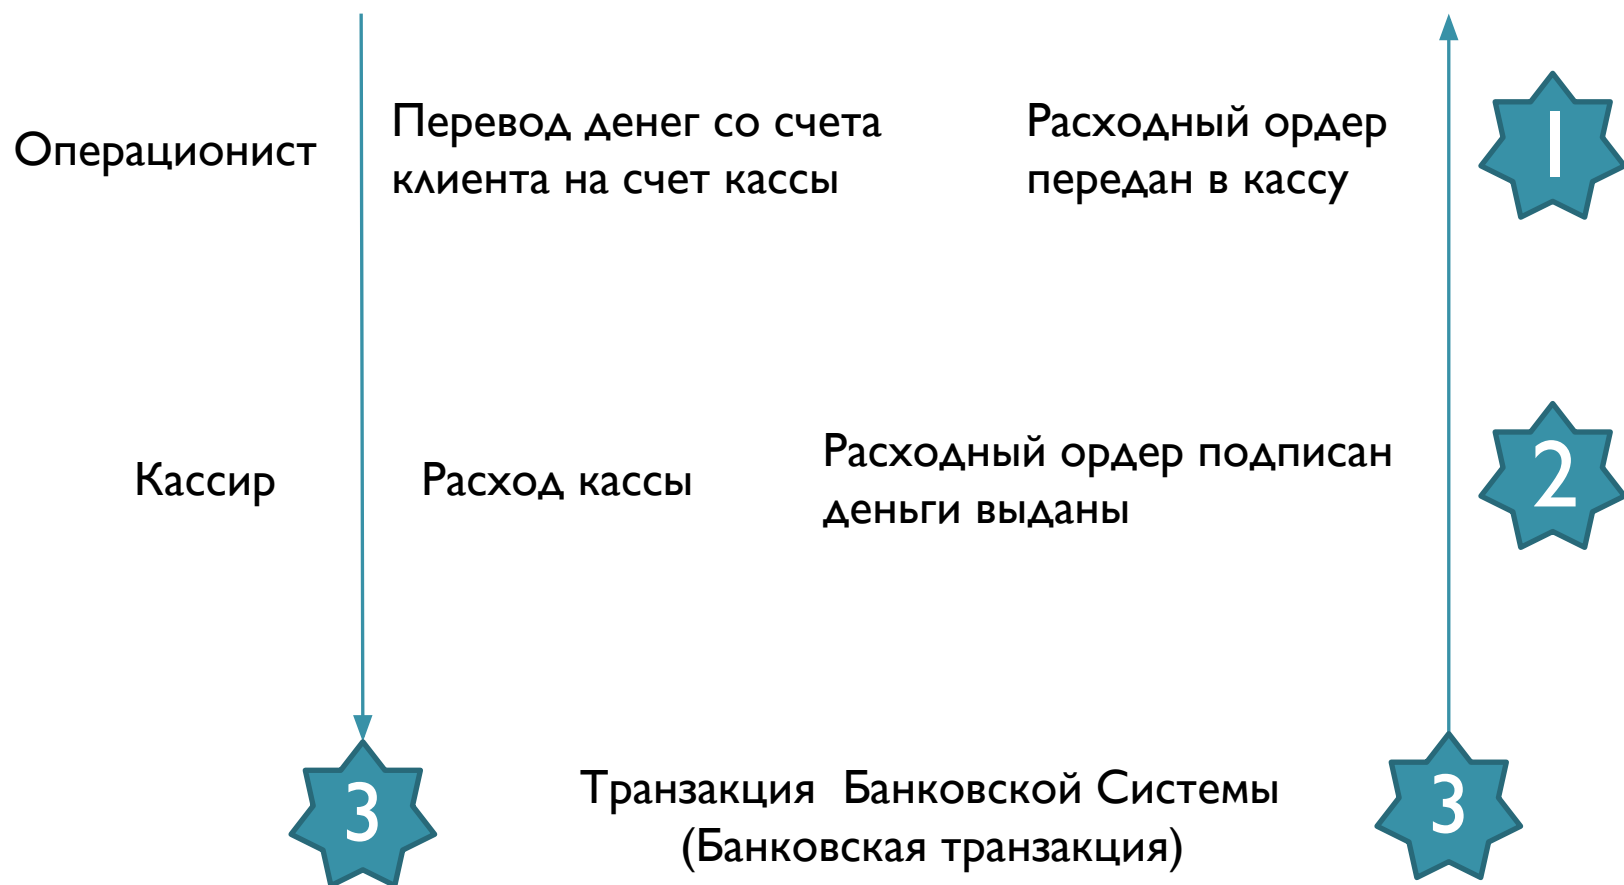 Операционист
Перевод денег со счета
клиента на счет кассы
Расходный ордер
передан в кассу
1
Кассир
Расход кассы
Расходный ордер подписан
деньги выданы
2
3
Транзакция Банковской Системы
(Банковская транзакция)
3